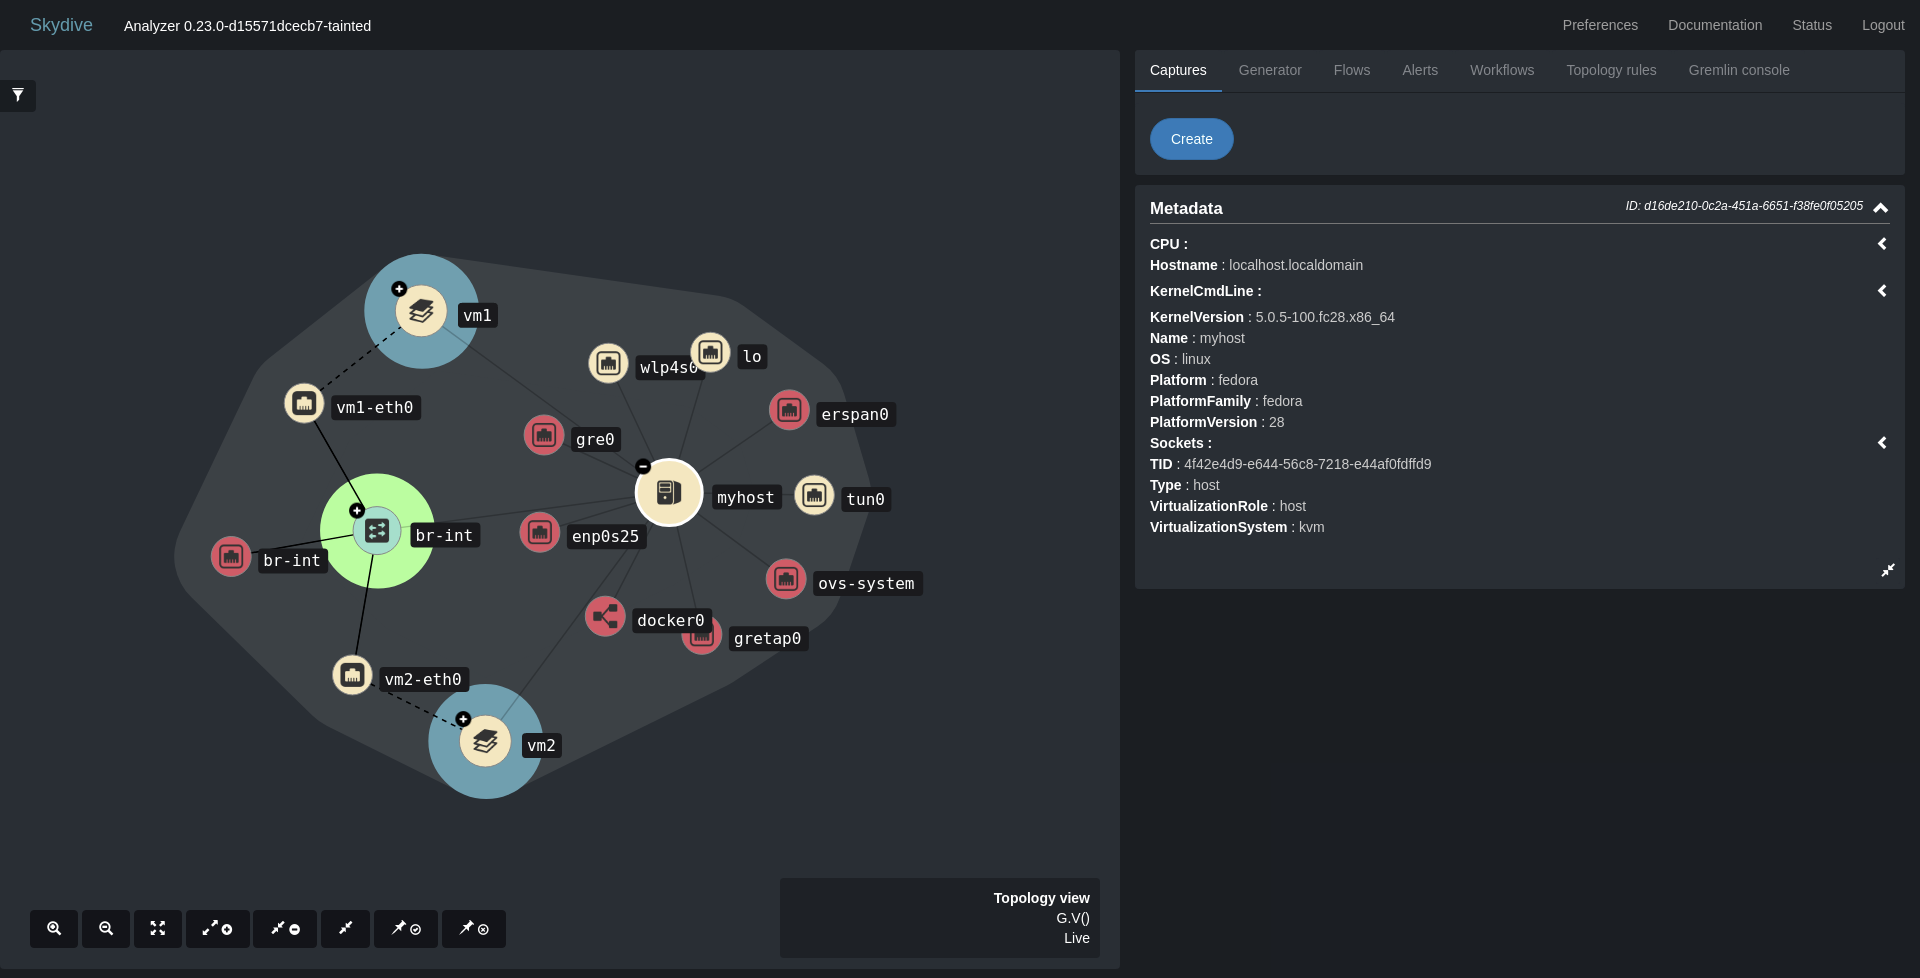 Skydive
Analyzer 0.23.0-d15571dcecb7-tainted
Preferences
Documentation
Status
Logout
vm1
wlp4s0
lo
vm1-eth0
erspan0
gre0
myhost
tun0
br-int
enp0s25
br-int
ovs-system
docker0
gretap0
vm2-eth0
vm2
Topology view
G.V()
Live
Captures
Generator
Flows
Alerts
Workflows
Topology rules
Gremlin console
Create
Metadata
ID: d16de210-0c2a-451a-6651-f38fe0f05205
CPU :
Hostname : localhost.localdomain
KernelCmdLine :
KernelVersion : 5.0.5-100.fc28.x86_64
Name : myhost
OS : linux
Platform : fedora
PlatformFamily : fedora
PlatformVersion : 28
Sockets :
TID : 4f42e4d9-e644-56c8-7218-e44af0fdffd9
Type : host
VirtualizationRole : host
VirtualizationSystem : kvm